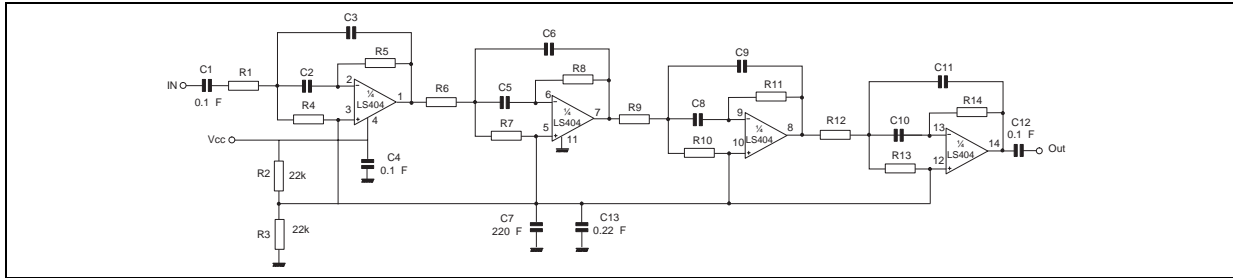 C3
R5
C1
R1
C2
2
¼
LS404
1
IN
0.1 F
R4
3
4
Vcc
C4
0.1 F
R2
22k
R3
22k
C6
R8
R6
C5
6
¼
LS404
7
R7
5
11
C7
220 F
C13
0.22 F
C9
R11
R9
C8
9
¼
LS404
8
R10
10
R12
C11
R14
C10
13
¼
LS404
14
R13
12
C12
0.1 F
Out